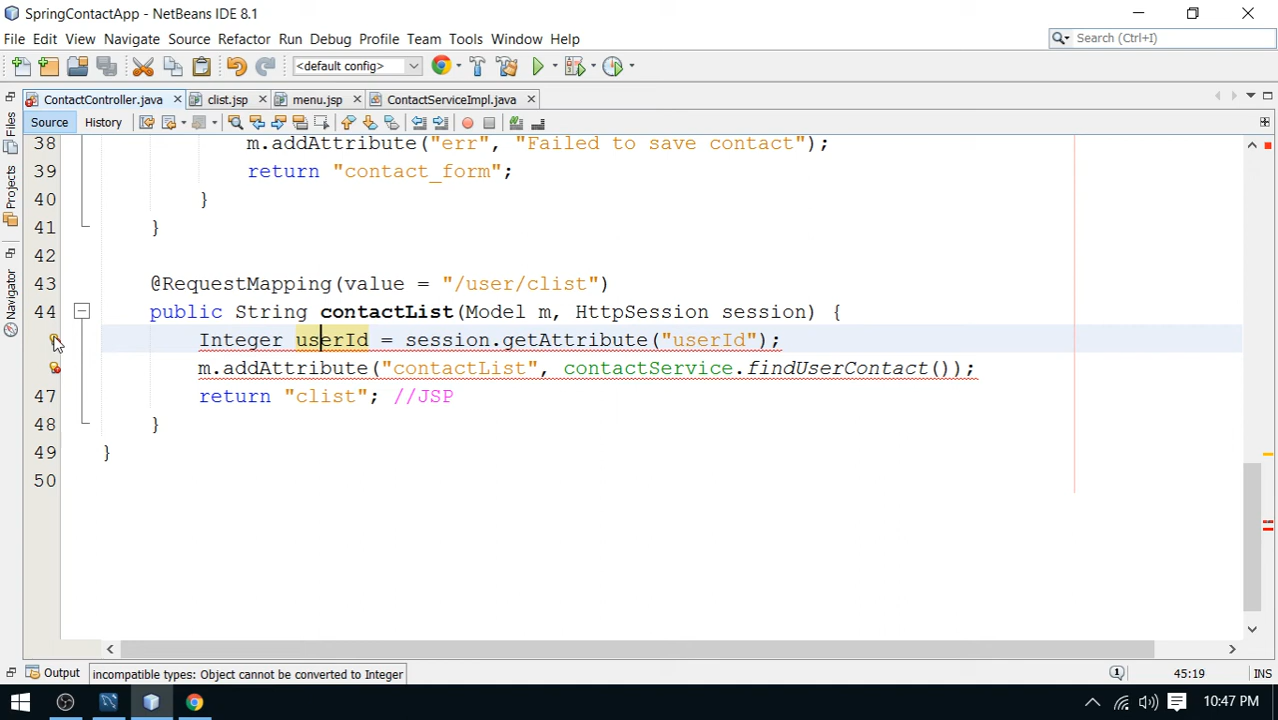 SpringContactApp - NetBeans IDE 8.1
File Edit View Navigate Source Refactor Run Debug Profile Team Tools Window Help
Search (Ctrl+I)
<default config>
ContactController.java clist.jsp menu.jsp ContactServiceImpl.java
Source History
Files
Projects
Navigator
38 m.addAttribute("err", "Failed to save contact");
39 return "contact_form";
40 }
41 }
42
43 @RequestMapping(value = "/user/clist")
44 public String contactList(Model m, HttpSession session) {
Integer userId = session.getAttribute("userId");
m.addAttribute("contactList", contactService.findUserContact());
47 return "clist"; //JSP
48 }
49 }
50
Output incompatible types: Object cannot be converted to Integer 1 45:19 INS
10:47 PM